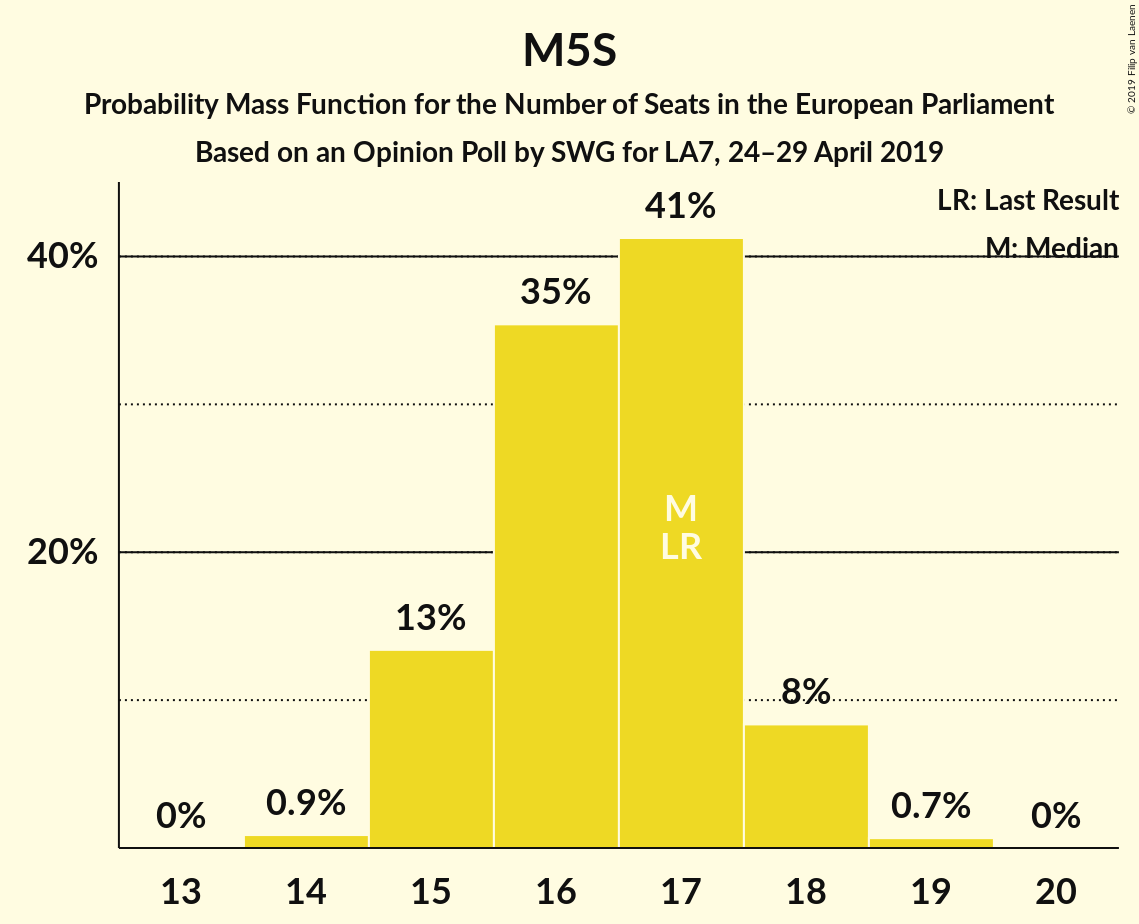 M5S
Probability Mass Function for the Number of Seats in the European Parliament
Based on an Opinion Poll by SWG for LA7, 24–29 April 2019
© 2019 Filip van Laenen
LR: Last Result
M: Median
40%
20%
0%
0.9%
13%
35%
41%
8%
0.7%
0%
M
LR
13
14
15
16
17
18
19
20